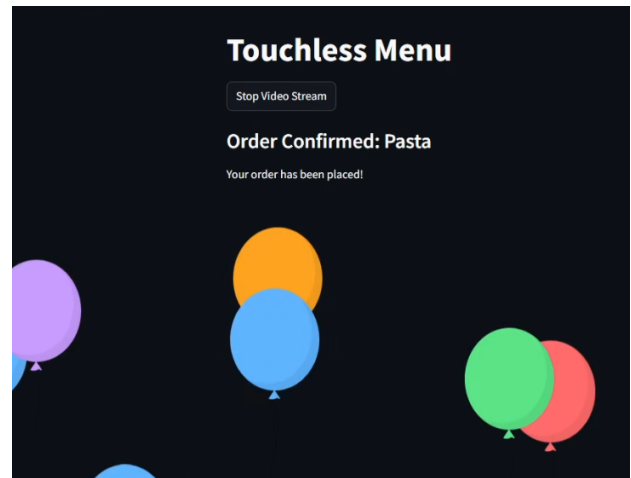 Touchless Menu
Stop Video Stream
Order Confirmed: Pasta
Your order has been placed!